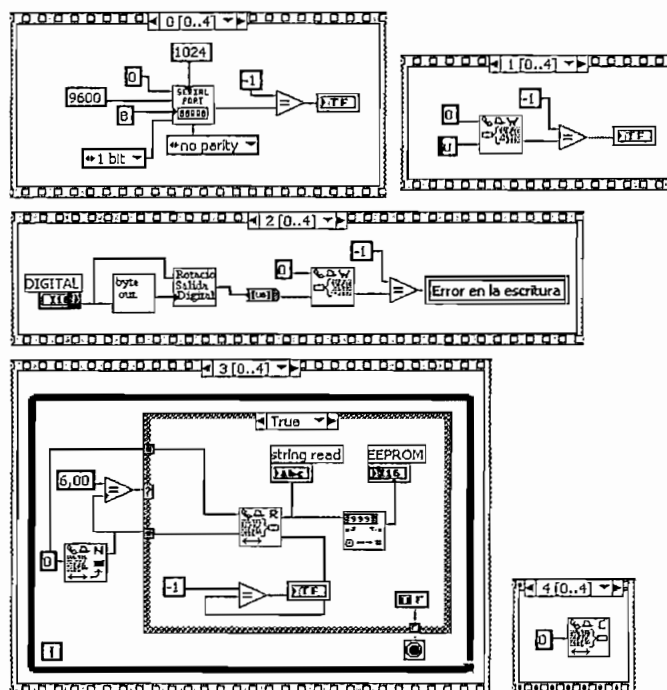 0 [0..4]
1024
0
SERIAL
PORT
9600
8
-1
=
TF
no parity
1 bit
1 [0..4]
-1
0
W
u
=
TF
2 [0..4]
DIGITAL
byte
out
Rotacio
Salida
Digital
0
W
-1
=
Error en la escritura
3 [0..4]
True
string read
Abc
EEPROM
6,00
=
?
R
0
N
-1
=
TF
i
4 [0..4]
0
C